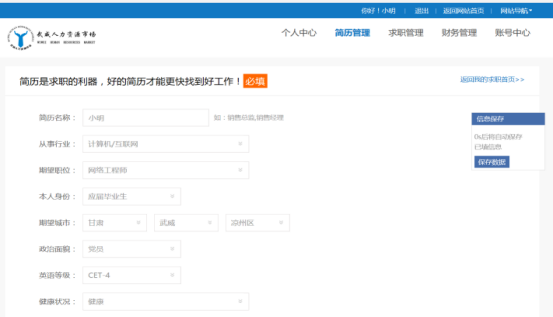 你好！小明 | 退出 | 返回网站首页 | 网站导航
武威人力资源市场
个人中心 简历管理 求职管理 财务管理 账号中心
简历是求职的利器，好的简历才能更快找到好工作！必填
返回我的求职首页>>
简历名称： 小明 如：销售总监,销售经理
信息保存
从事行业： 计算机/互联网
0s后将自动保存
已填信息
期望职位： 网络工程师
保存数据
本人身份： 应届毕业生
期望城市： 甘肃 武威 凉州区
政治面貌： 党员
英语等级： CET-4
健康状况： 健康